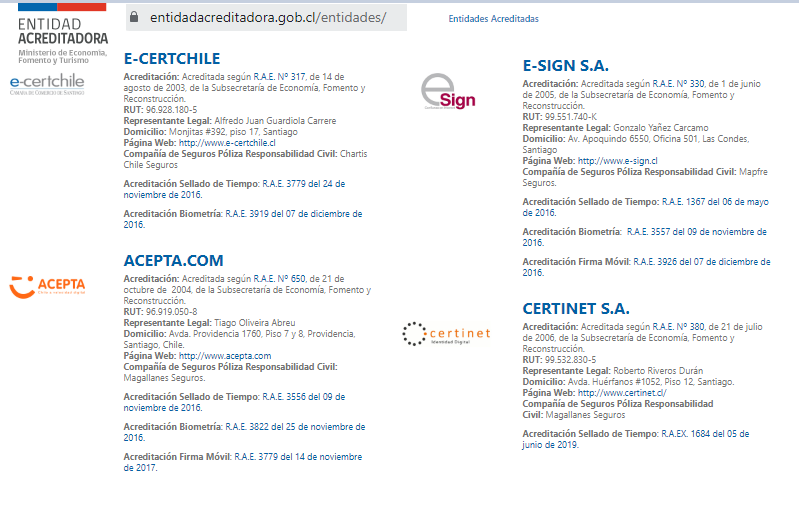 ENTIDAD
ACREDITADORA
Ministerio de Economía,
Fomento y Turismo
entidadacreditadora.gob.cl/entidades/
Entidades Acreditadas
e-certchile
CÁMARA DE COMERCIO DE SANTIAGO
E-CERTCHILE
Acreditación: Acreditada según R.A.E. Nº 317, de 14 de
agosto de 2003, de la Subsecretaría de Economía, Fomento y
Reconstrucción.
RUT: 96.928.180-5
Representante Legal: Alfredo Juan Guardiola Carrere
Domicilio: Monjitas #392, piso 17, Santiago
Página Web: http://www.e-certchile.cl
Compañía de Seguros Póliza Responsabilidad Civil: Chartis
Chile Seguros
Acreditación Sellado de Tiempo: R.A.E. 3779 del 24 de
noviembre de 2016.
Acreditación Biometría: R.A.E. 3919 del 07 de diciembre de
2016.
ACEPTA
ACEPTA.COM
Acreditación: Acreditada según R.A.E. Nº 650, de 21 de
octubre de 2004, de la Subsecretaría de Economía, Fomento y
Reconstrucción.
RUT: 96.919.050-8
Representante Legal: Tiago Oliveira Abreu
Domicilio: Avda. Providencia 1760, Piso 7 y 8, Providencia,
Santiago, Chile.
Página Web: http://www.acepta.com
Compañía de Seguros Póliza Responsabilidad Civil:
Magallanes Seguros.
Acreditación Sellado de Tiempo: R.A.E. 3556 del 09 de
noviembre de 2016.
Acreditación Biometría: R.A.E. 3822 del 25 de noviembre de
2016.
Acreditación Firma Móvil: R.A.E. 3779 del 14 de noviembre
de 2017.
eSign
E-SIGN S.A.
Acreditación: Acreditada según R.A.E. Nº 330, de 1 de junio
de 2005, de la Subsecretaría de Economía, Fomento y
Reconstrucción.
RUT: 99.551.740-K
Representante Legal: Gonzalo Yañez Carcamo
Domicilio: Av. Apoquindo 6550, Oficina 501, Las Condes,
Santiago
Página Web: http://www.e-sign.cl
Compañía de Seguros Póliza Responsabilidad Civil: Mapfre
Seguros.
Acreditación Sellado de Tiempo: R.A.E. 1367 del 06 de mayo
de 2016.
Acreditación Biometría: R.A.E. 3557 del 09 de noviembre de
2016.
Acreditación Firma Móvil: R.A.E. 3926 del 07 de diciembre de
2016.
certinet
Identidad Digital
CERTINET S.A.
Acreditación: Acreditada según R.A.E. Nº 380, de 21 de julio
de 2006, de la Subsecretaría de Economía, Fomento y
Reconstrucción.
RUT: 99.532.830-5
Representante Legal: Roberto Riveros Durán
Domicilio: Avda. Huérfanos #1052, Piso 12, Santiago.
Página Web: http://www.certinet.cl/
Compañía de Seguros Póliza Responsabilidad
Civil: Magallanes Seguros
Acreditación Sellado de Tiempo: R.A.EX. 1684 del 05 de
junio de 2019.